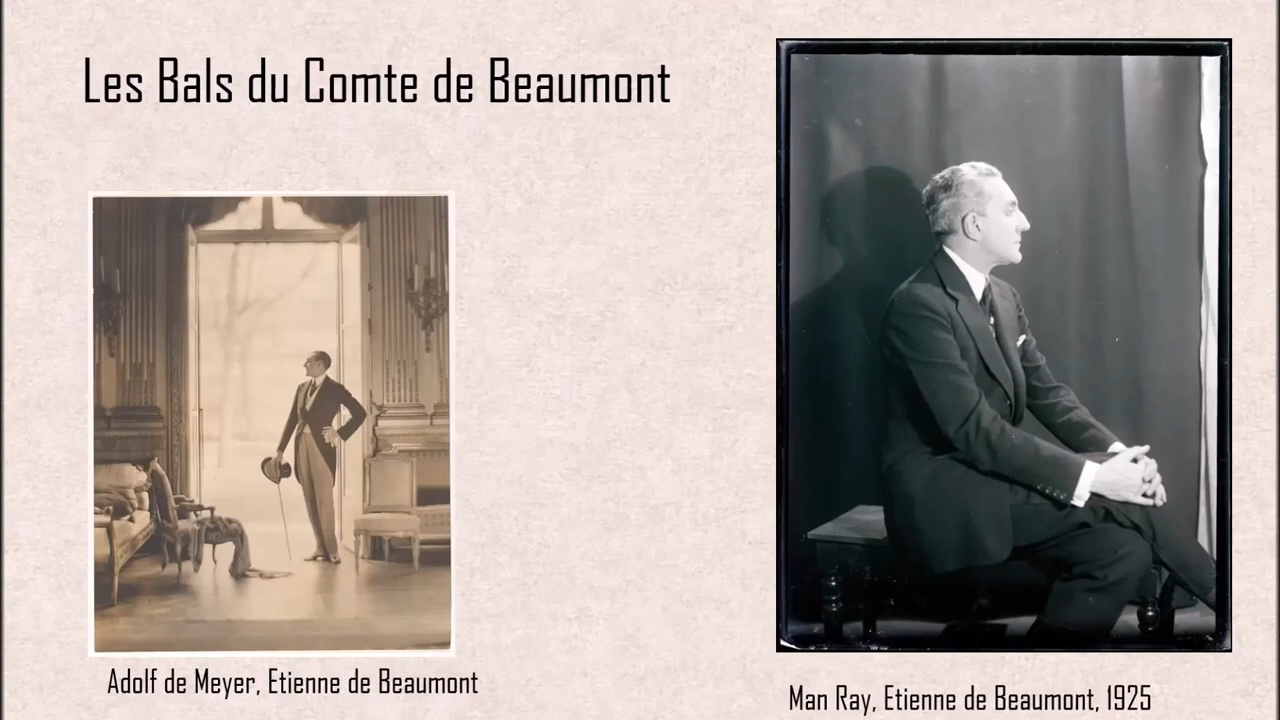 Les Bals du Comte de Beaumont
Adolf de Meyer, Etienne de Beaumont
Man Ray, Etienne de Beaumont, 1925